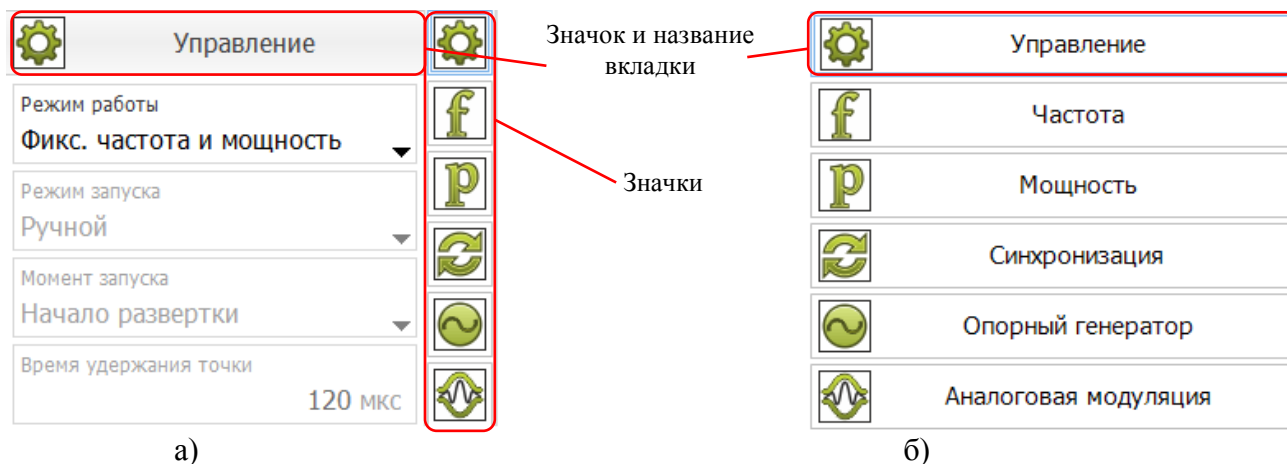 Управление
Режим работы
Фикс. частота и мощность
Режим запуска
Ручной
Момент запуска
Начало развертки
Время удержания точки
120 мкс
f
p
а)
Значок и название
вкладки
Значки
Управление
f
Частота
p
Мощность
Синхронизация
Опорный генератор
Аналоговая модуляция
б)